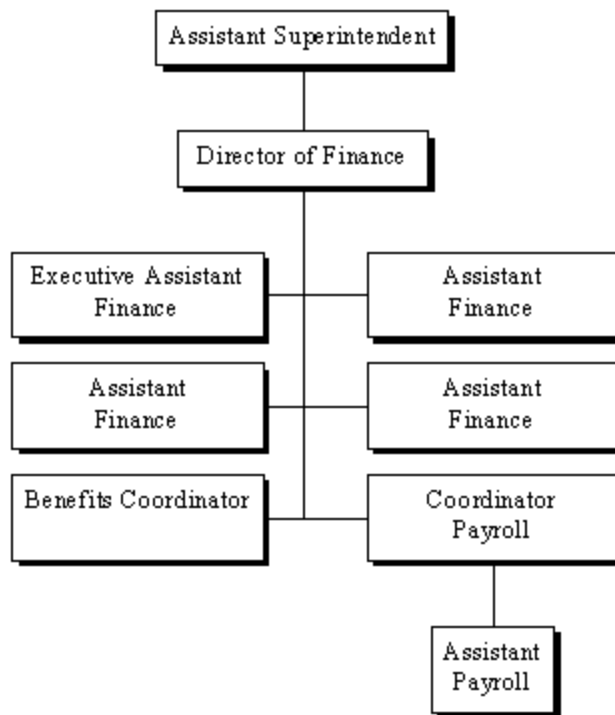 Assistant Superintendent
Director of Finance
Executive Assistant
Finance
Assistant
Finance
Assistant
Finance
Assistant
Finance
Benefits Coordinator
Coordinator
Payroll
Assistant
Payroll